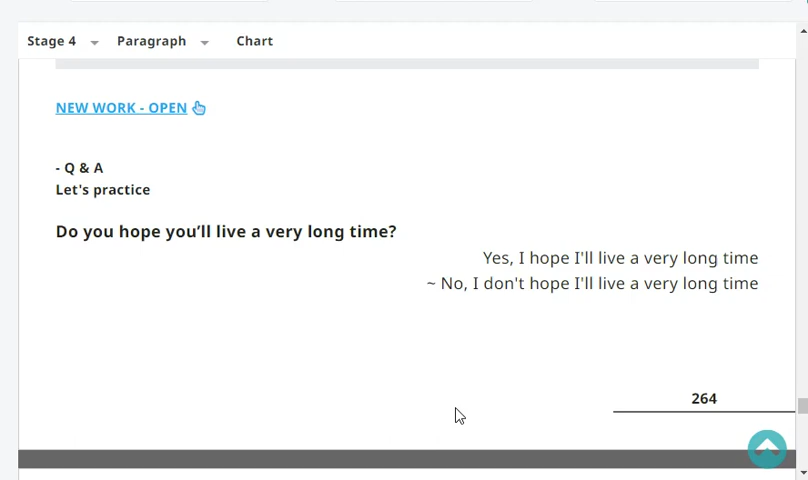 Stage 4 Paragraph Chart
NEW WORK - OPEN
- Q & A
Let's practice
Do you hope you’ll live a very long time?
Yes, I hope I'll live a very long time
~ No, I don't hope I'll live a very long time
264